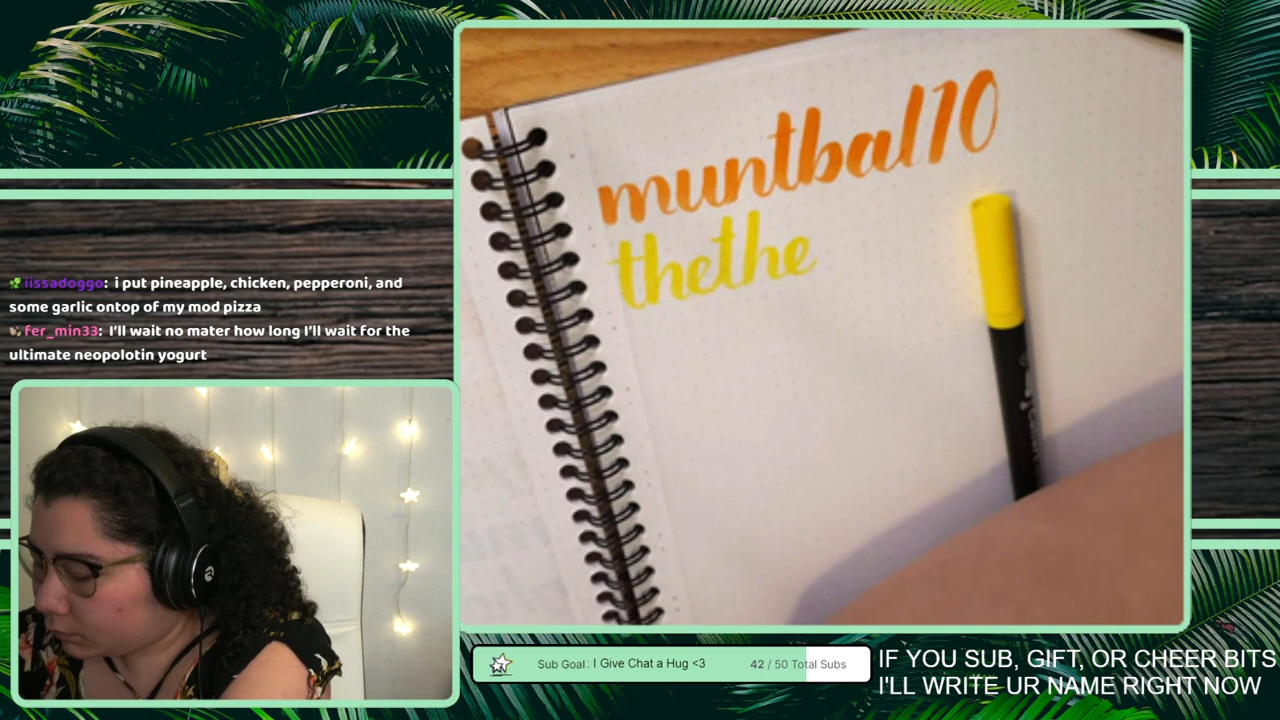 muntbal10
thethe
iissadoggo: i put pineapple, chicken, pepperoni, and
some garlic ontop of my mod pizza
fer_min33: I'll wait no mater how long I'll wait for the
ultimate neopolotin yogurt
Sub Goal: I Give Chat a Hug <3 42 / 50 Total Subs
IF YOU SUB, GIFT, OR CHEER BITS
I'LL WRITE UR NAME RIGHT NOW